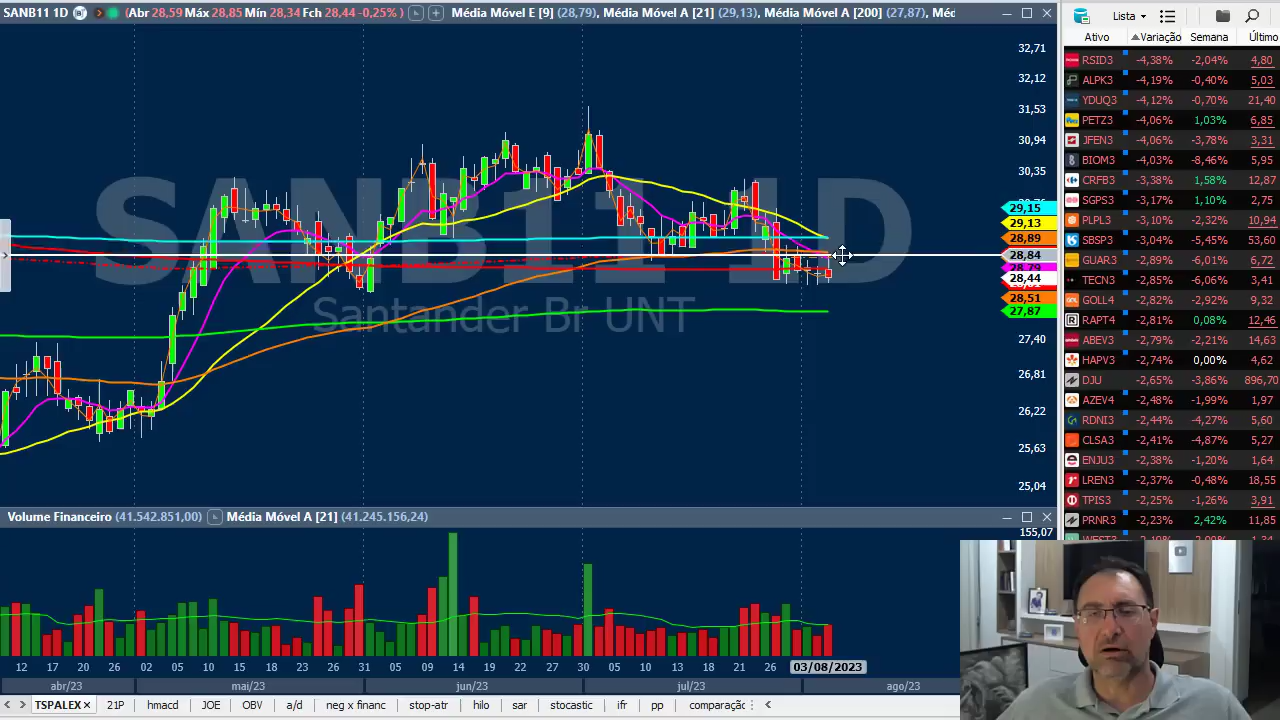 SANB11 1D (Abr 28,59 Máx 28,85 Mín 28,34 Fch 28,44 -0,25%) Média Móvel E [9] (28,79), Média Móvel A [21] (29,13), Média Móvel A [200] (27,87), Méd
Lista
Ativo Variação Semana Último
RSID3 -4,38% -2,04% 4,80
ALPK3 -4,19% -0,40% 5,03
YDUQ3 -4,12% -0,70% 21,40
PETZ3 -4,06% 1,03% 6,85
JFEN3 -4,06% -3,78% 3,31
BIOM3 -4,03% -8,46% 5,95
CRFB3 -3,38% 1,58% 12,87
SGPS3 -3,17% 1,10% 2,75
PLPL3 -3,10% -2,32% 10,94
SBSP3 -3,04% -5,45% 53,60
GUAR3 -2,89% -6,01% 6,72
TECN3 -2,85% -6,06% 3,41
GOLL4 -2,82% -2,92% 9,32
RAPT4 -2,81% 0,08% 12,46
ABEV3 -2,79% -2,21% 14,63
HAPV3 -2,74% 0,00% 4,62
DJU -2,65% -3,86% 896,70
AZEV4 -2,48% -1,99% 1,97
RDNI3 -2,44% -4,27% 5,60
CLSA3 -2,41% -4,87% 5,27
ENJU3 -2,38% -1,20% 1,64
LREN3 -2,37% -0,48% 18,55
TPIS3 -2,25% -1,26% 3,91
PRNR3 -2,23% 2,42% 11,85
32,71
32,12
31,53
30,94
30,35
29,15
29,13
28,89
28,84
28,44
28,51
27,87
27,40
26,81
26,22
25,63
25,04
SANB11 1D
Santander Br UNT
Volume Financeiro (41.542.851,00) Média Móvel A [21] (41.245.156,24)
155,07
12 17 20 26 02 05 10 15 18 23 26 31 05 09 14 20 22 27 30 05 10 13 18 21 26 03/08/2023
abr/23 mai/23 jun/23 jul/23 ago/23
TSPALEX 21P hmacd JOE OBV a/d neg x financ stop-atr hilo sar stocastic ifr pp comparação